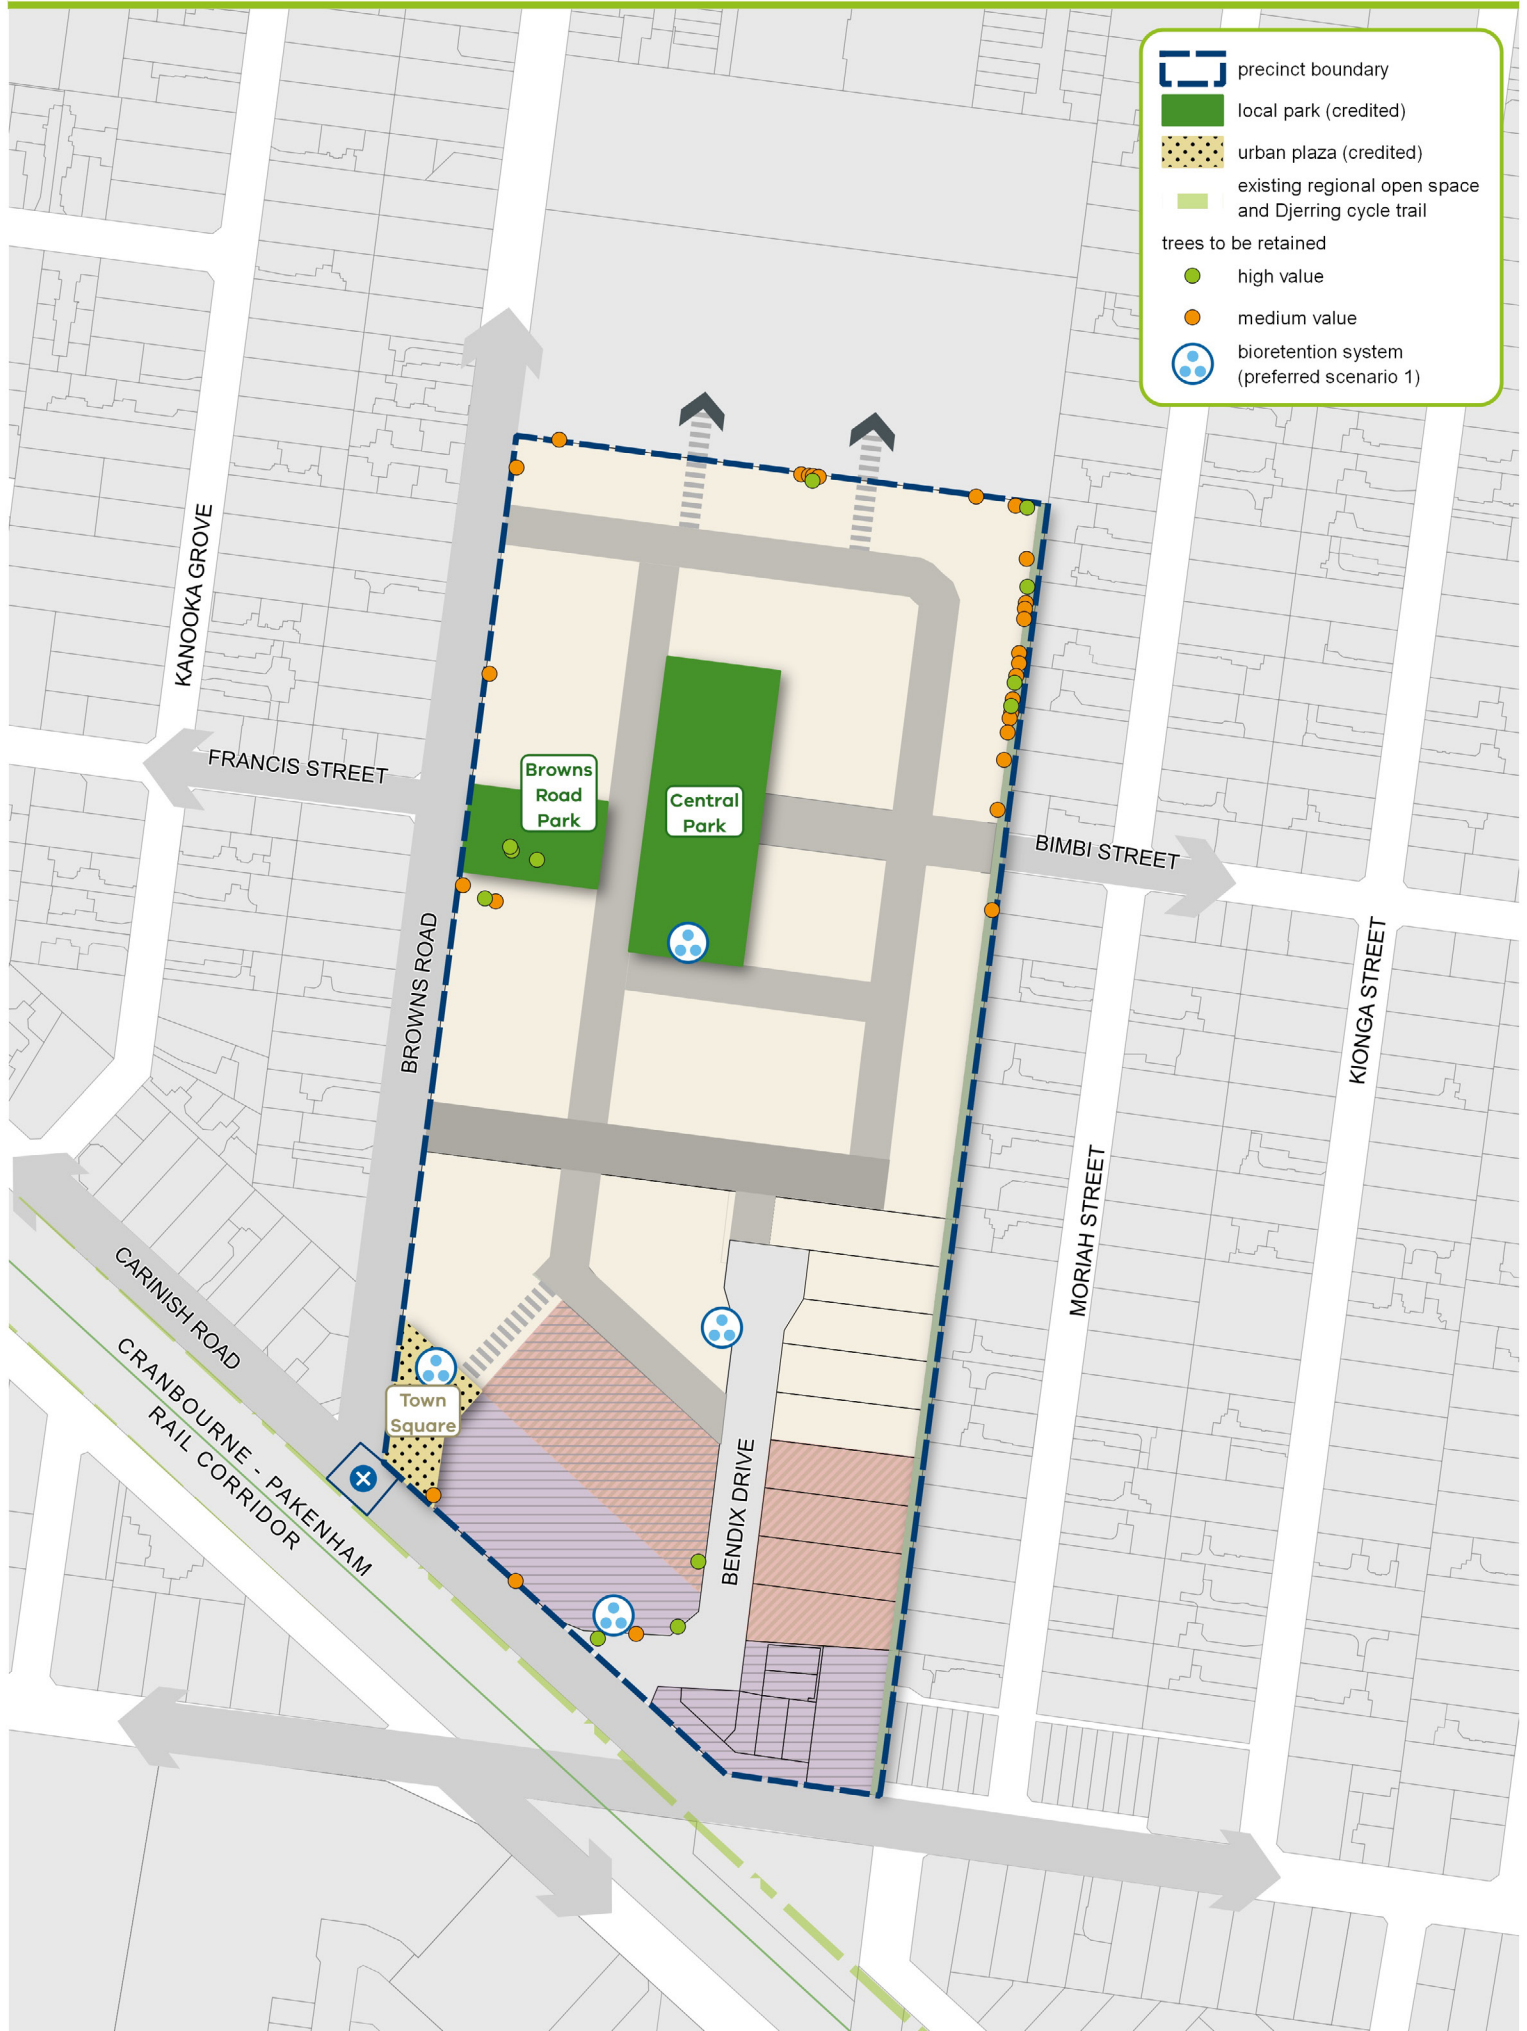 precinct boundary
local park (credited)
urban plaza (credited)
existing regional open space
and Djerring cycle trail
trees to be retained
high value
medium value
bioretention system
(preferred scenario 1)
KANOOKA GROVE
FRANCIS STREET
Browns
Road
Park
Central
Park
BIMBI STREET
BROWNS ROAD
KIONGA STREET
MORIAH STREET
CARINISH ROAD
CRANBOURNE - PAKENHAM
RAIL CORRIDOR
Town
Square
BENDIX DRIVE